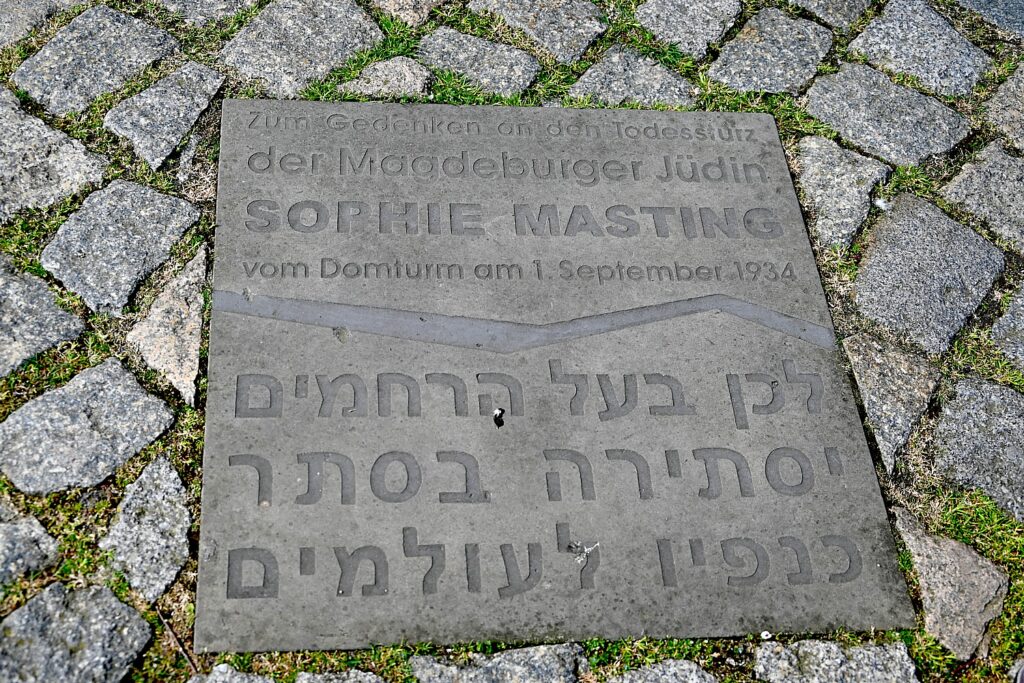 Zum Gedenken an den Todessturz
der Magdeburger Jüdin
SOPHIE MASTING
vom Domturm am 1. September 1934
לכן בעל הרחמים
יסתירה בסתר
כנפיו לעולמים